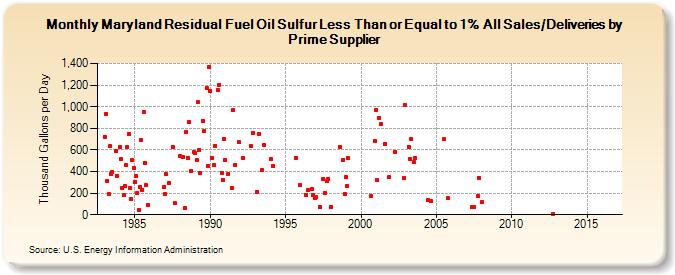 Monthly Maryland Residual Fuel Oil Sulfur Less Than or Equal to 1% All Sales/Deliveries by
Prime Supplier
Thousand Gallons per Day
1,400
1,200
1,000
800
600
400
200
0
1985 1990 1995 2000 2005 2010 2015
Source: U.S. Energy Information Administration